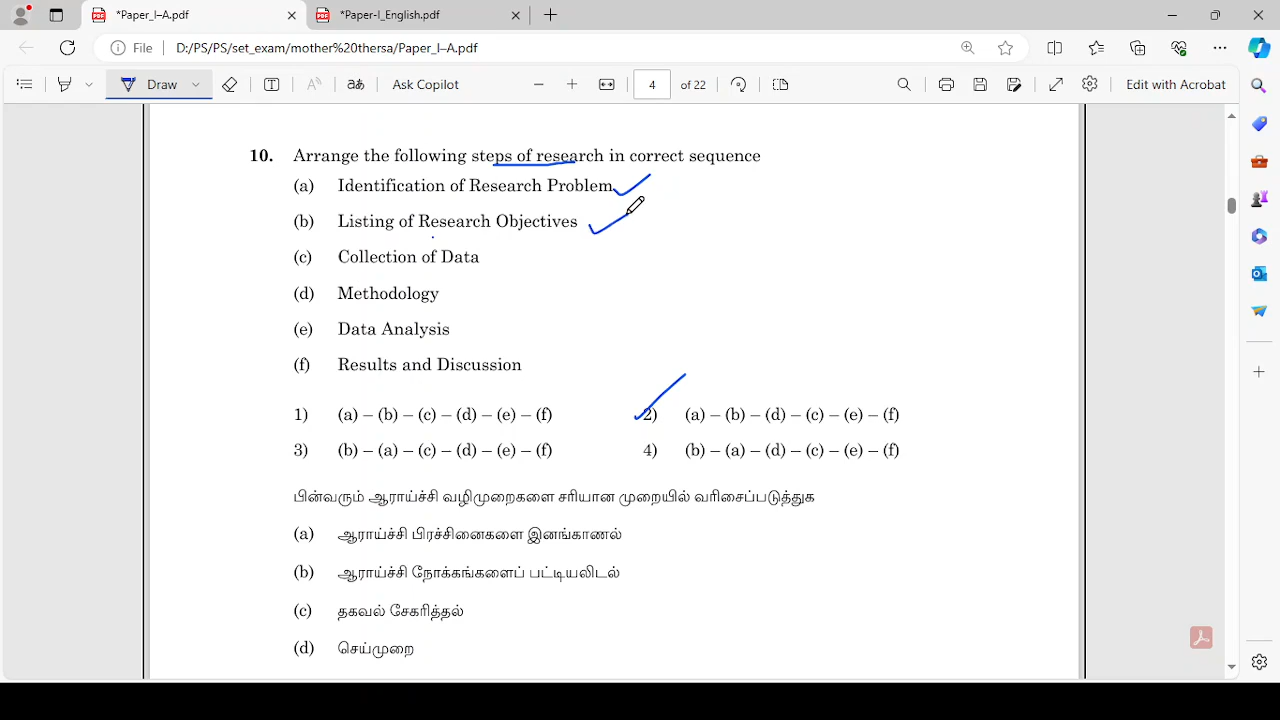 *Paper_I–A.pdf
*Paper-I_English.pdf
File
D:/PS/PS/set_exam/mother%20thersa/Paper_I–A.pdf
Draw
Ask Copilot
4
of 22
Edit with Acrobat
10. Arrange the following steps of research in correct sequence
(a) Identification of Research Problem
(b) Listing of Research Objectives
(c) Collection of Data
(d) Methodology
(e) Data Analysis
(f) Results and Discussion
1) (a) – (b) – (c) – (d) – (e) – (f) 2) (a) – (b) – (d) – (c) – (e) – (f)
3) (b) – (a) – (c) – (d) – (e) – (f) 4) (b) – (a) – (d) – (c) – (e) – (f)
பின்வரும் ஆராய்ச்சி வழிமுறைகளை சரியான முறையில் வரிசைப்படுத்துக
(a) ஆராய்ச்சி பிரச்சினைகளை இனங்காணல்
(b) ஆராய்ச்சி நோக்கங்களைப் பட்டியலிடல்
(c) தகவல் சேகரித்தல்
(d) செய்முறை